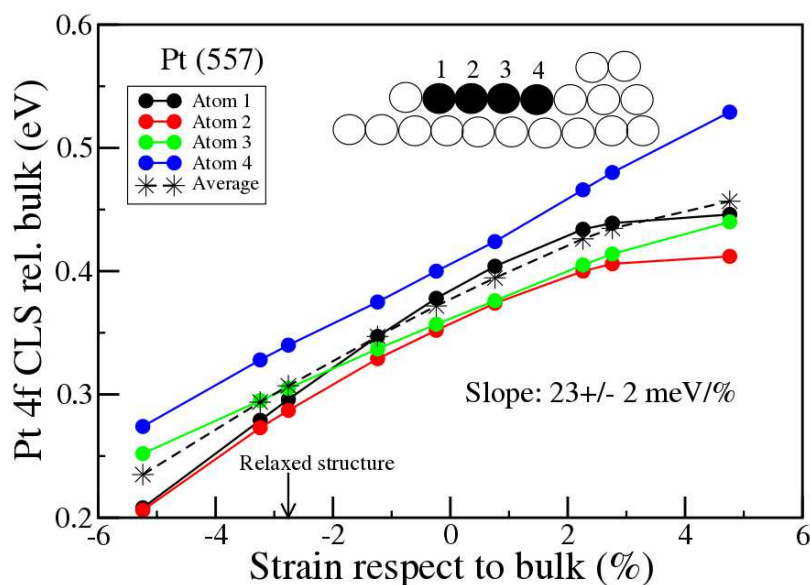 Pt (557)
1 2 3 4
Atom 1
Atom 2
Atom 3
Atom 4
Average
Pt 4f CLS rel. bulk (eV)
0.6
0.5
0.4
0.3
0.2
Slope: 23+/- 2 meV/%
Relaxed structure
-6 -4 -2 0 2 4 6
Strain respect to bulk (%)